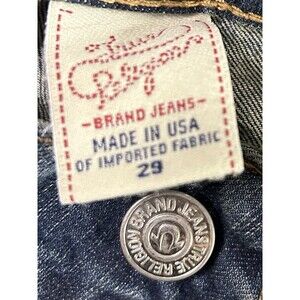 True
Religion
-BRAND JEANS-
MADE IN USA
OF IMPORTED FABRIC
29
BRAND JEANS TRUE RELIGION